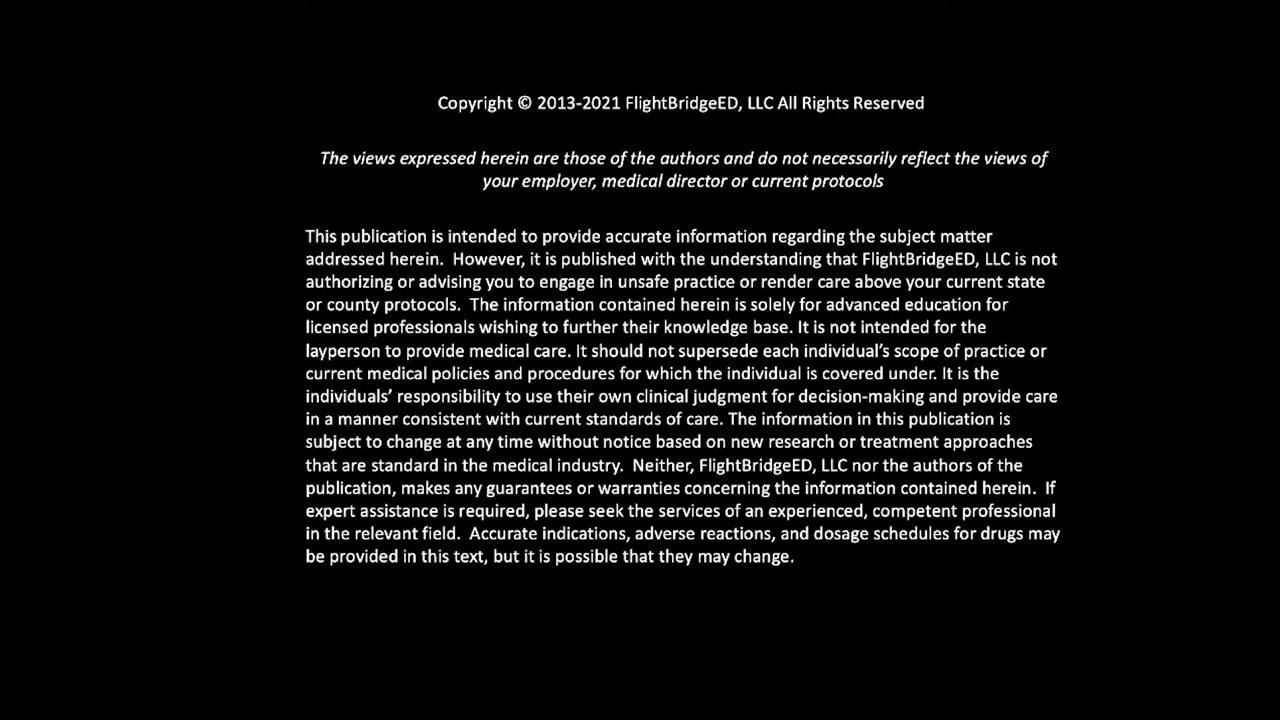 Copyright © 2013-2021 FlightBridgeED, LLC All Rights Reserved
The views expressed herein are those of the authors and do not necessarily reflect the views of
your employer, medical director or current protocols
This publication is intended to provide accurate information regarding the subject matter
addressed herein.  However, it is published with the understanding that FlightBridgeED, LLC is not
authorizing or advising you to engage in unsafe practice or render care above your current state
or county protocols.  The information contained herein is solely for advanced education for
licensed professionals wishing to further their knowledge base. It is not intended for the
layperson to provide medical care. It should not supersede each individual’s scope of practice or
current medical policies and procedures for which the individual is covered under. It is the
individuals’ responsibility to use their own clinical judgment for decision-making and provide care
in a manner consistent with current standards of care. The information in this publication is
subject to change at any time without notice based on new research or treatment approaches
that are standard in the medical industry.  Neither, FlightBridgeED, LLC nor the authors of the
publication, makes any guarantees or warranties concerning the information contained herein.  If
expert assistance is required, please seek the services of an experienced, competent professional
in the relevant field.  Accurate indications, adverse reactions, and dosage schedules for drugs may
be provided in this text, but it is possible that they may change.